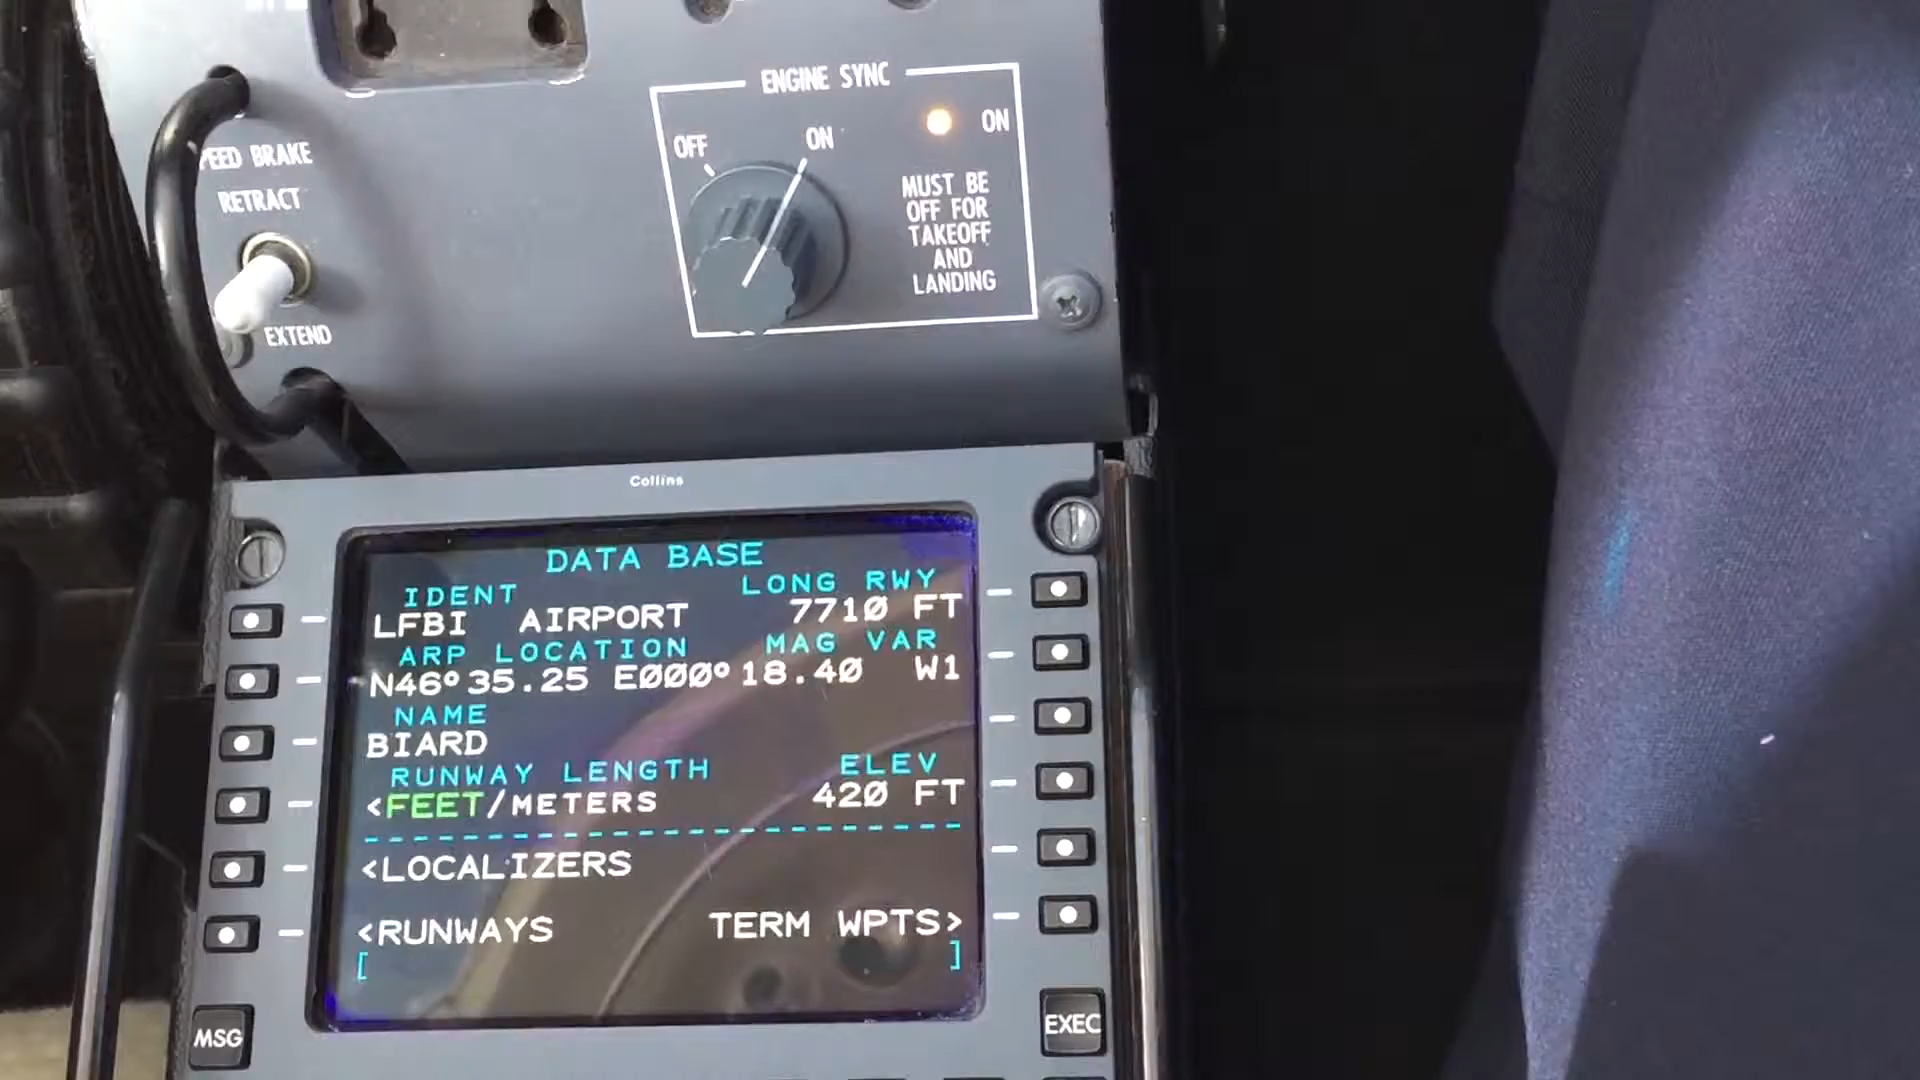 ENGINE SYNC
OFF
ON
ON
MUST BE
OFF FOR
TAKEOFF
AND
LANDING
BRAKE
RETRACT
EXTEND
Collins
DATA BASE
IDENT LONG RWY
LFBI AIRPORT 7710 FT
ARP LOCATION MAG VAR
N46°35.25 E000°18.40 W1
NAME
BIARD
RUNWAY LENGTH ELEV
<FEET/METERS 420 FT
--------------------------------
<LOCALIZERS
<RUNWAYS TERM WPTS>
[ ]
MSG
EXEC